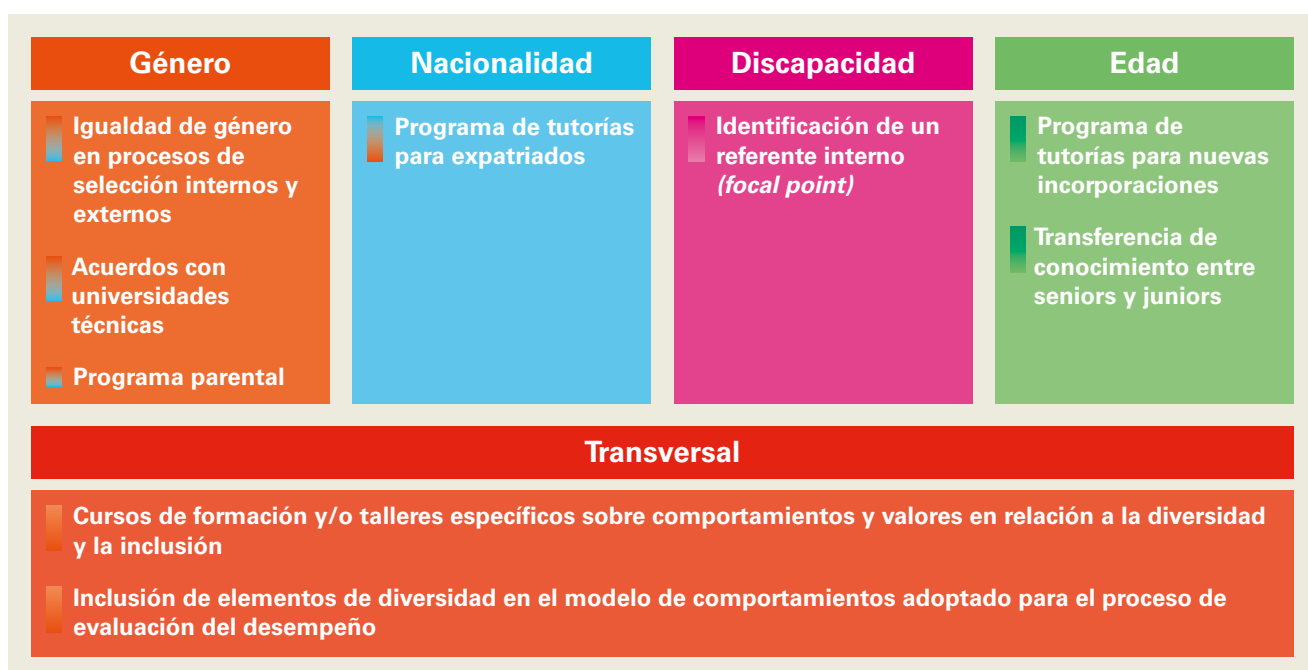 Género
Igualdad de género
en procesos de
selección internos y
externos
Acuerdos con
universidades
técnicas
Programa parental
Nacionalidad
Programa de tutorías
para expatriados
Discapacidad
Identificación de un
referente interno
(focal point)
Edad
Programa de
tutorías para nuevas
incorporaciones
Transferencia de
conocimiento entre
seniors y juniors
Transversal
Cursos de formación y/o talleres específicos sobre comportamientos y valores en relación a la diversidad
y la inclusión
Inclusión de elementos de diversidad en el modelo de comportamientos adoptado para el proceso de
evaluación del desempeño